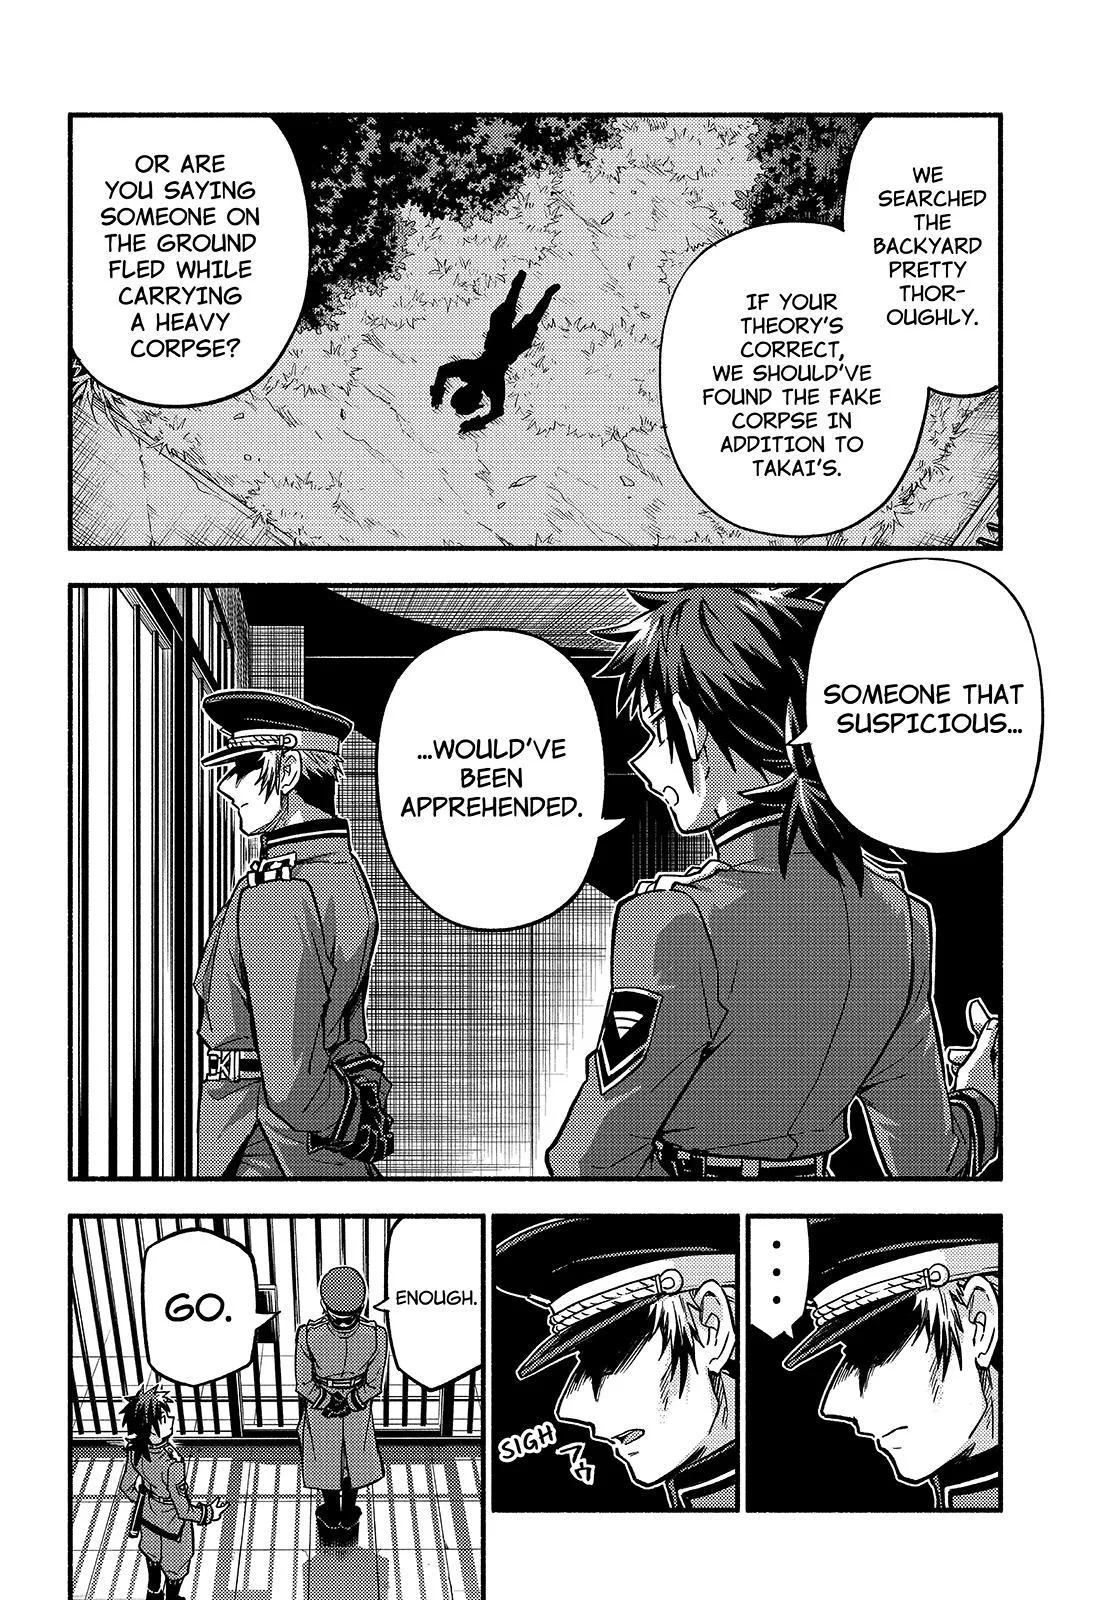 WE
SEARCHED
THE
BACKYARD
PRETTY
THOR-
OUGHLY.
IF YOUR
THEORY'S
CORRECT,
WE SHOULD'VE
FOUND THE FAKE
CORPSE IN
ADDITION TO
TAKAI'S.
OR ARE
YOU SAYING
SOMEONE ON
THE GROUND
FLED WHILE
CARRYING
A HEAVY
CORPSE?
SOMEONE THAT
SUSPICIOUS...
...WOULD'VE
BEEN
APPREHENDED.
...
SIGH
フゥ
ENOUGH.
GO.